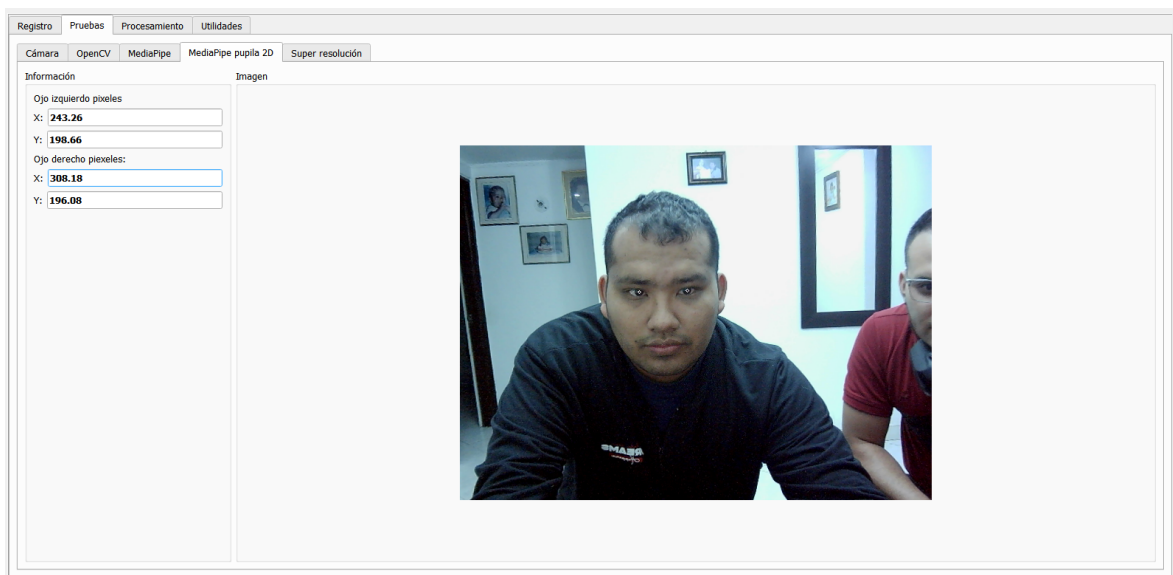 Registro Pruebas Procesamiento Utilidades
Cámara OpenCV MediaPipe MediaPipe pupila 2D Super resolución
Información
Imagen
Ojo izquierdo pixeles
X: 243.26
Y: 198.66
Ojo derecho piexeles:
X: 308.18
Y: 196.08